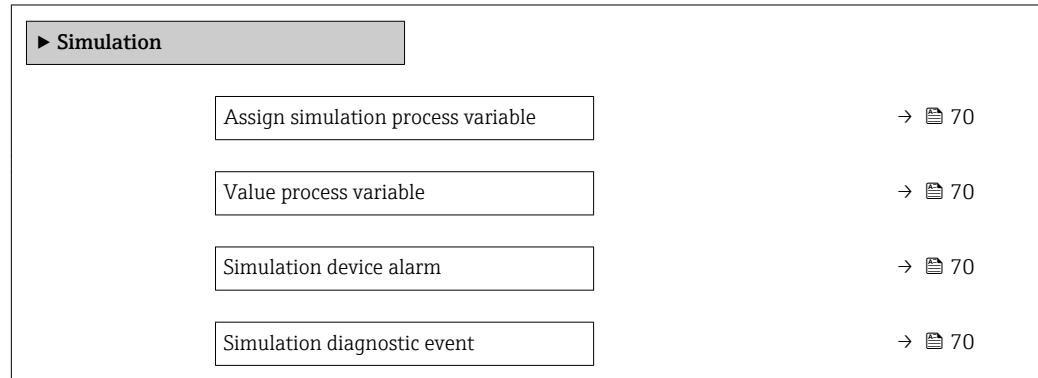 ▶ Simulation
Assign simulation process variable → 70
Value process variable → 70
Simulation device alarm → 70
Simulation diagnostic event → 70